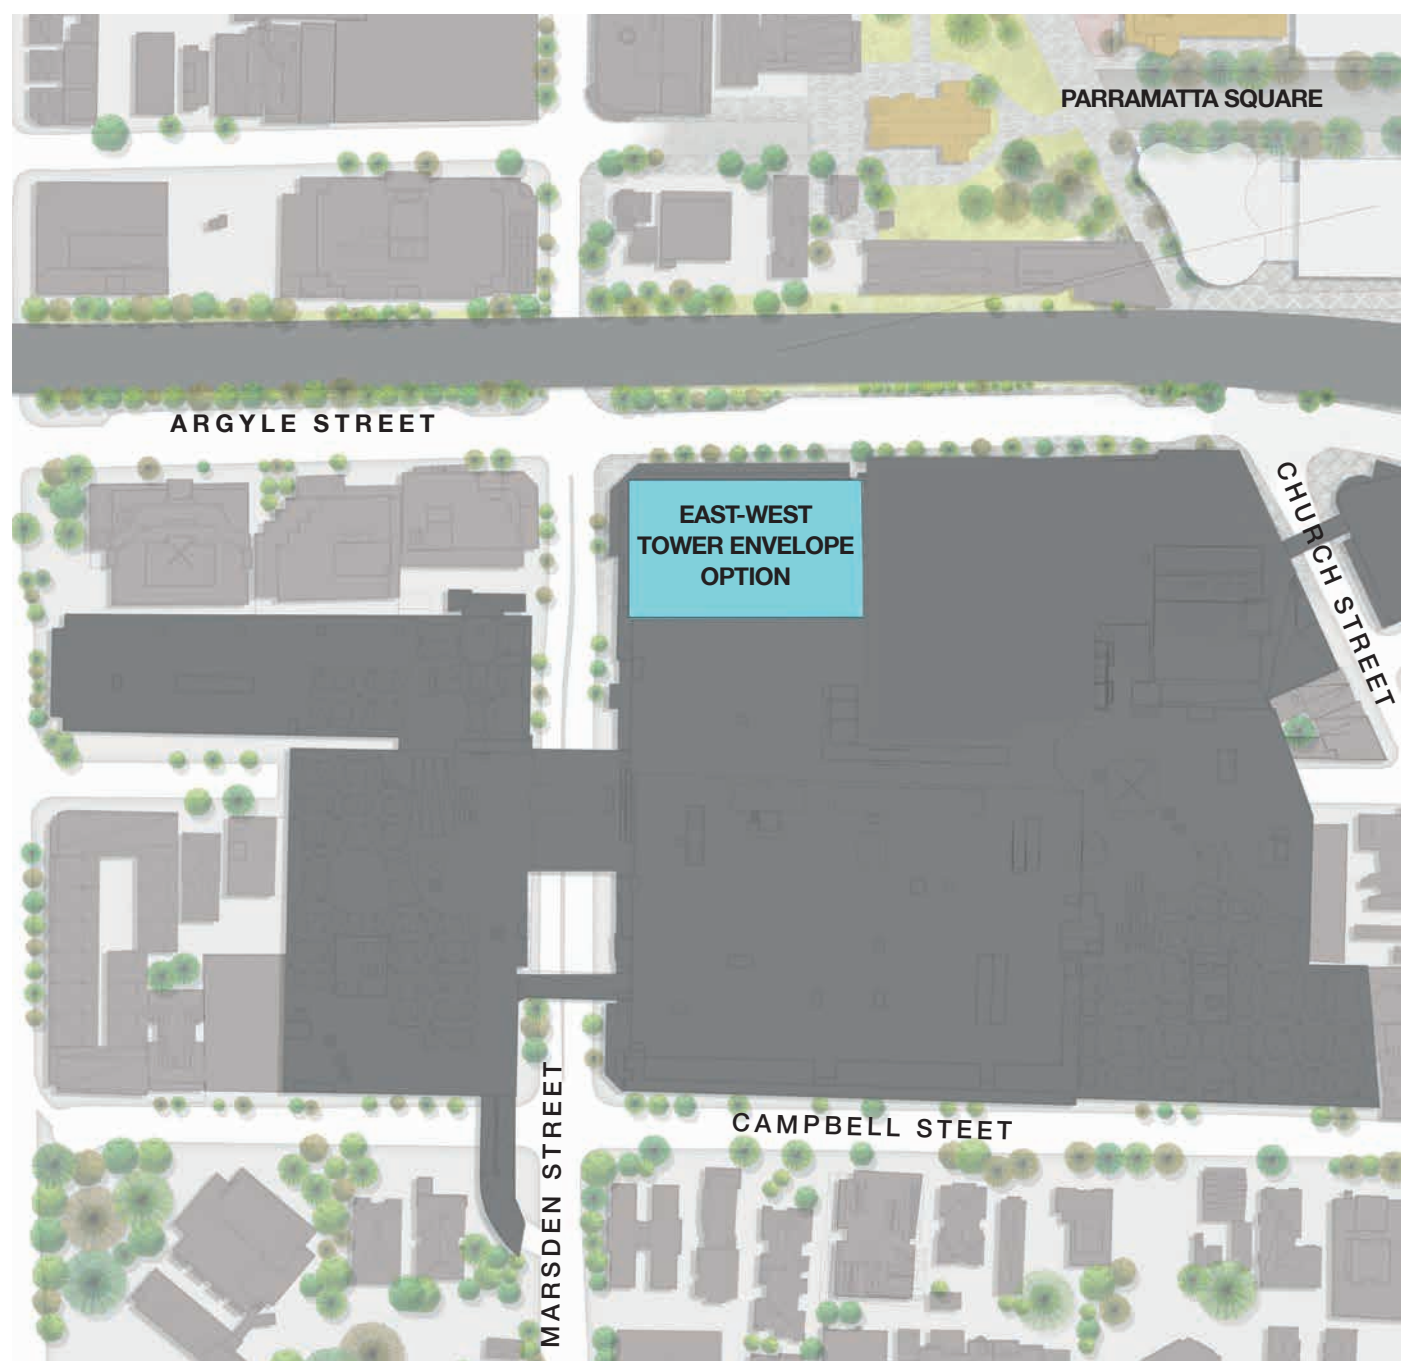 PARRAMATTA SQUARE
ARGYLE STREET
CHURCH STREET
EAST-WEST
TOWER ENVELOPE
OPTION
CAMPBELL STEET
MARSDEN STREET